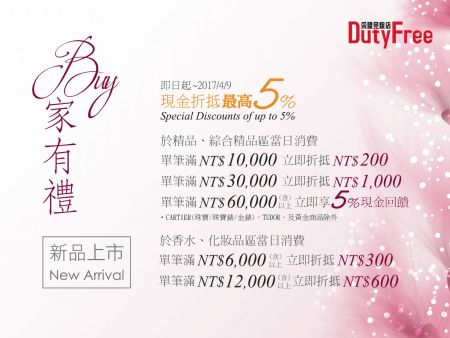 昇恆昌免稅店
DutyFree
Buy
家有禮
新品上市
New Arrival
即日起~2017/4/9
現金折抵最高5%
Special Discounts of up to 5%
於精品、綜合精品區當日消費
單筆滿NT$10,000立即折抵NT$200
單筆滿NT$30,000立即折抵NT$1,000
單筆滿NT$60,000(含)以上立即享5%現金回饋
・CARTIER(珠寶/珠寶錶/金錶)、TUDOR、及黃金商品除外
於香水、化妝品區當日消費
單筆滿NT$6,000(含)以上立即折抵NT$300
單筆滿NT$12,000(含)以上立即折抵NT$600